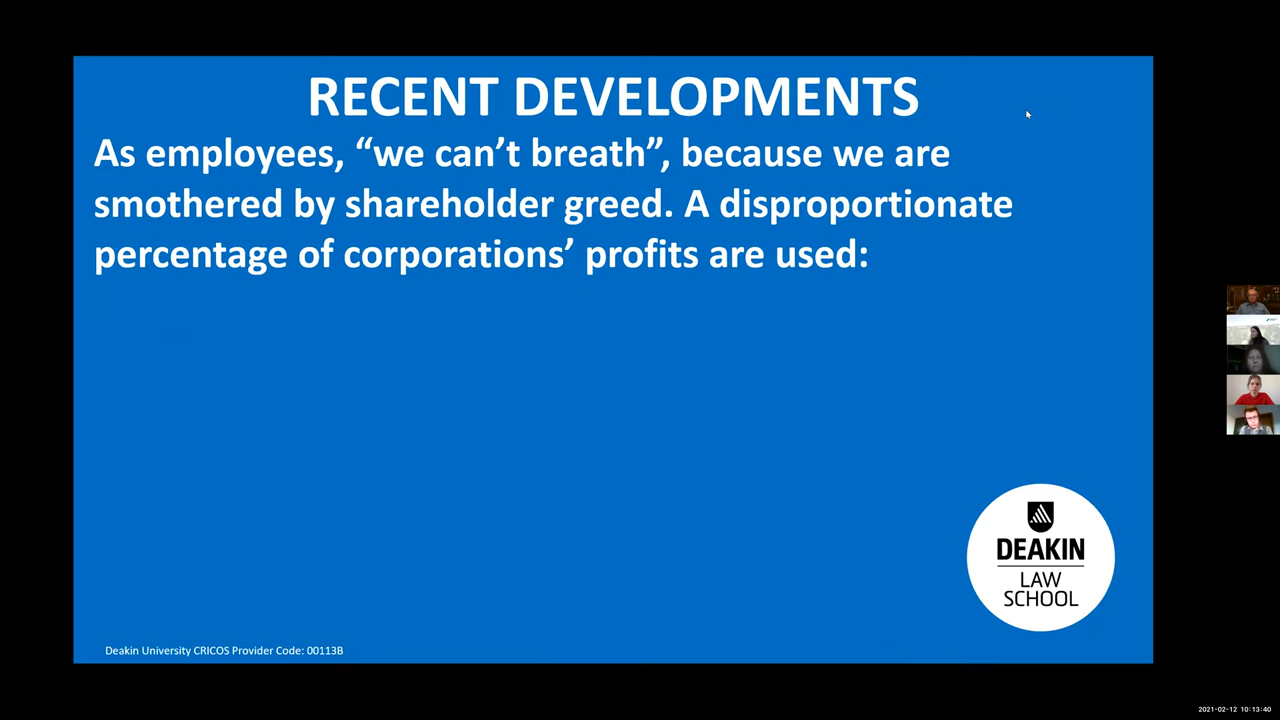 RECENT DEVELOPMENTS
As employees, “we can’t breath”, because we are
smothered by shareholder greed. A disproportionate
percentage of corporations’ profits are used:
DEAKIN
LAW
SCHOOL
Deakin University CRICOS Provider Code: 00113B
2021-02-12 10:13:40